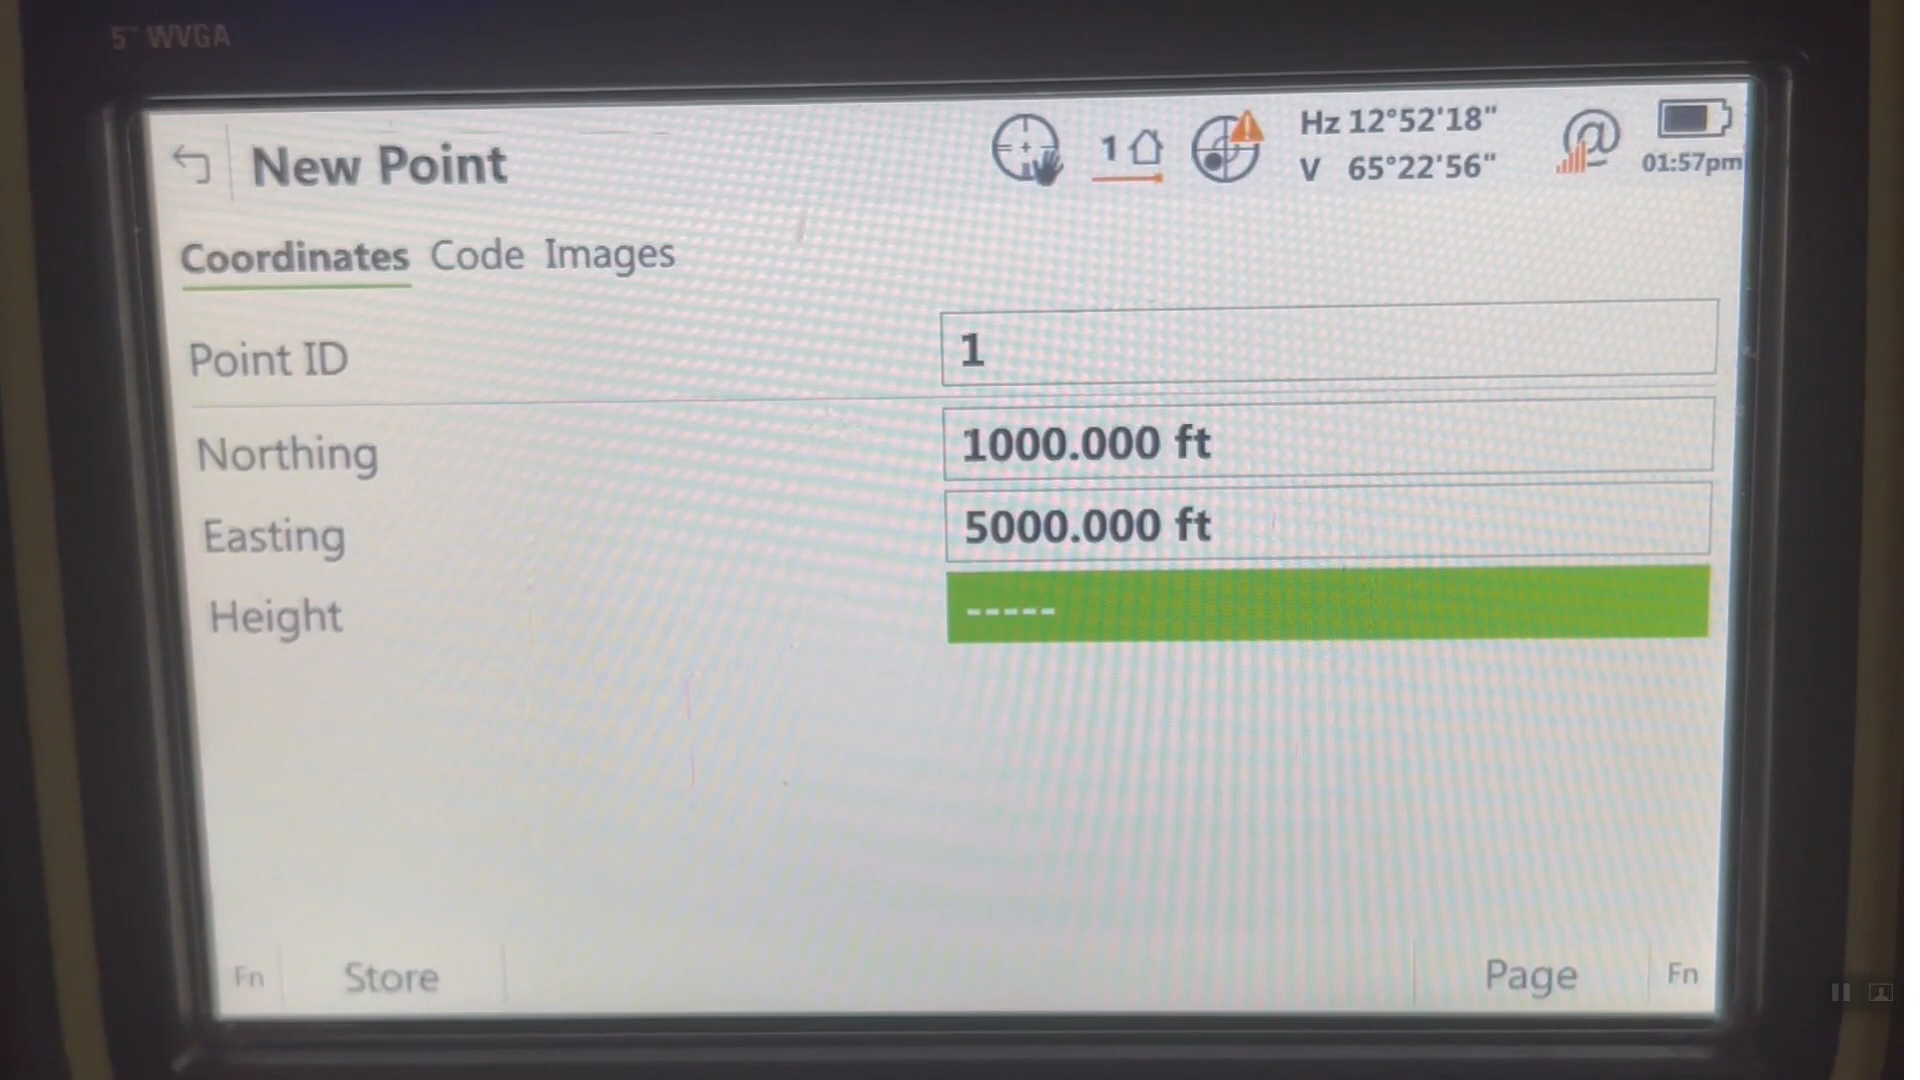 5" WVGA
New Point
1
Hz 12°52'18"
V 65°22'56"
@
01:57pm
Coordinates Code Images
Point ID 1
Northing 1000.000 ft
Easting 5000.000 ft
Height -----
Fn Store Page Fn